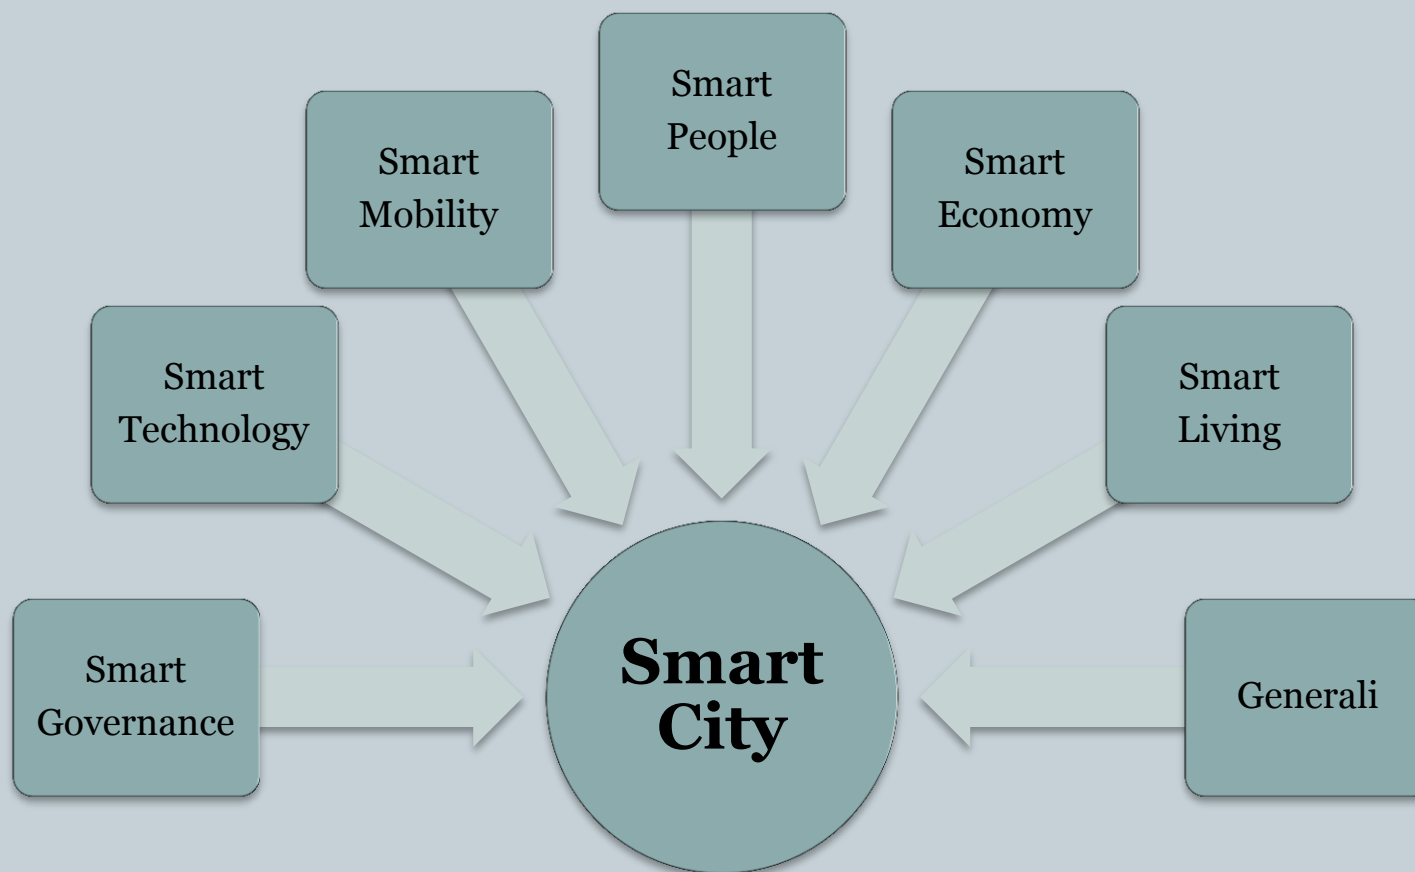 Smart
People
Smart
Mobility
Smart
Economy
Smart
Technology
Smart
Living
Smart
Governance
Smart
City
Generali